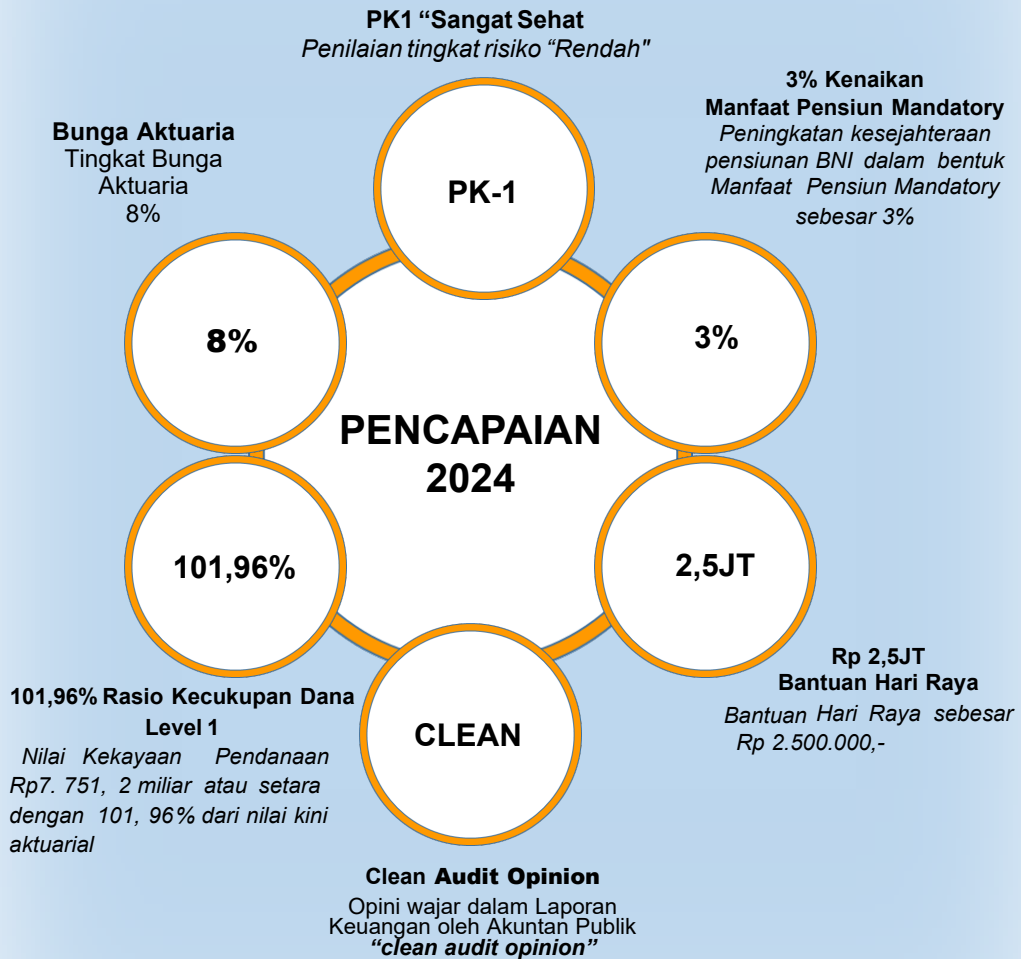 PK1 “Sangat Sehat
Penilaian tingkat risiko “Rendah"
3% Kenaikan
Manfaat Pensiun Mandatory
Peningkatan kesejahteraan
pensiunan BNI dalam bentuk
Manfaat Pensiun Mandatory
sebesar 3%
Bunga Aktuaria
Tingkat Bunga
Aktuaria
8%
PK-1
8%
3%
PENCAPAIAN
2024
101,96%
2,5JT
CLEAN
Rp 2,5JT
Bantuan Hari Raya
Bantuan Hari Raya sebesar
Rp 2.500.000,-
101,96% Rasio Kecukupan Dana
Level 1
Nilai Kekayaan Pendanaan
Rp7. 751, 2 miliar atau setara
dengan 101, 96% dari nilai kini
aktuarial
Clean Audit Opinion
Opini wajar dalam Laporan
Keuangan oleh Akuntan Publik
“clean audit opinion”